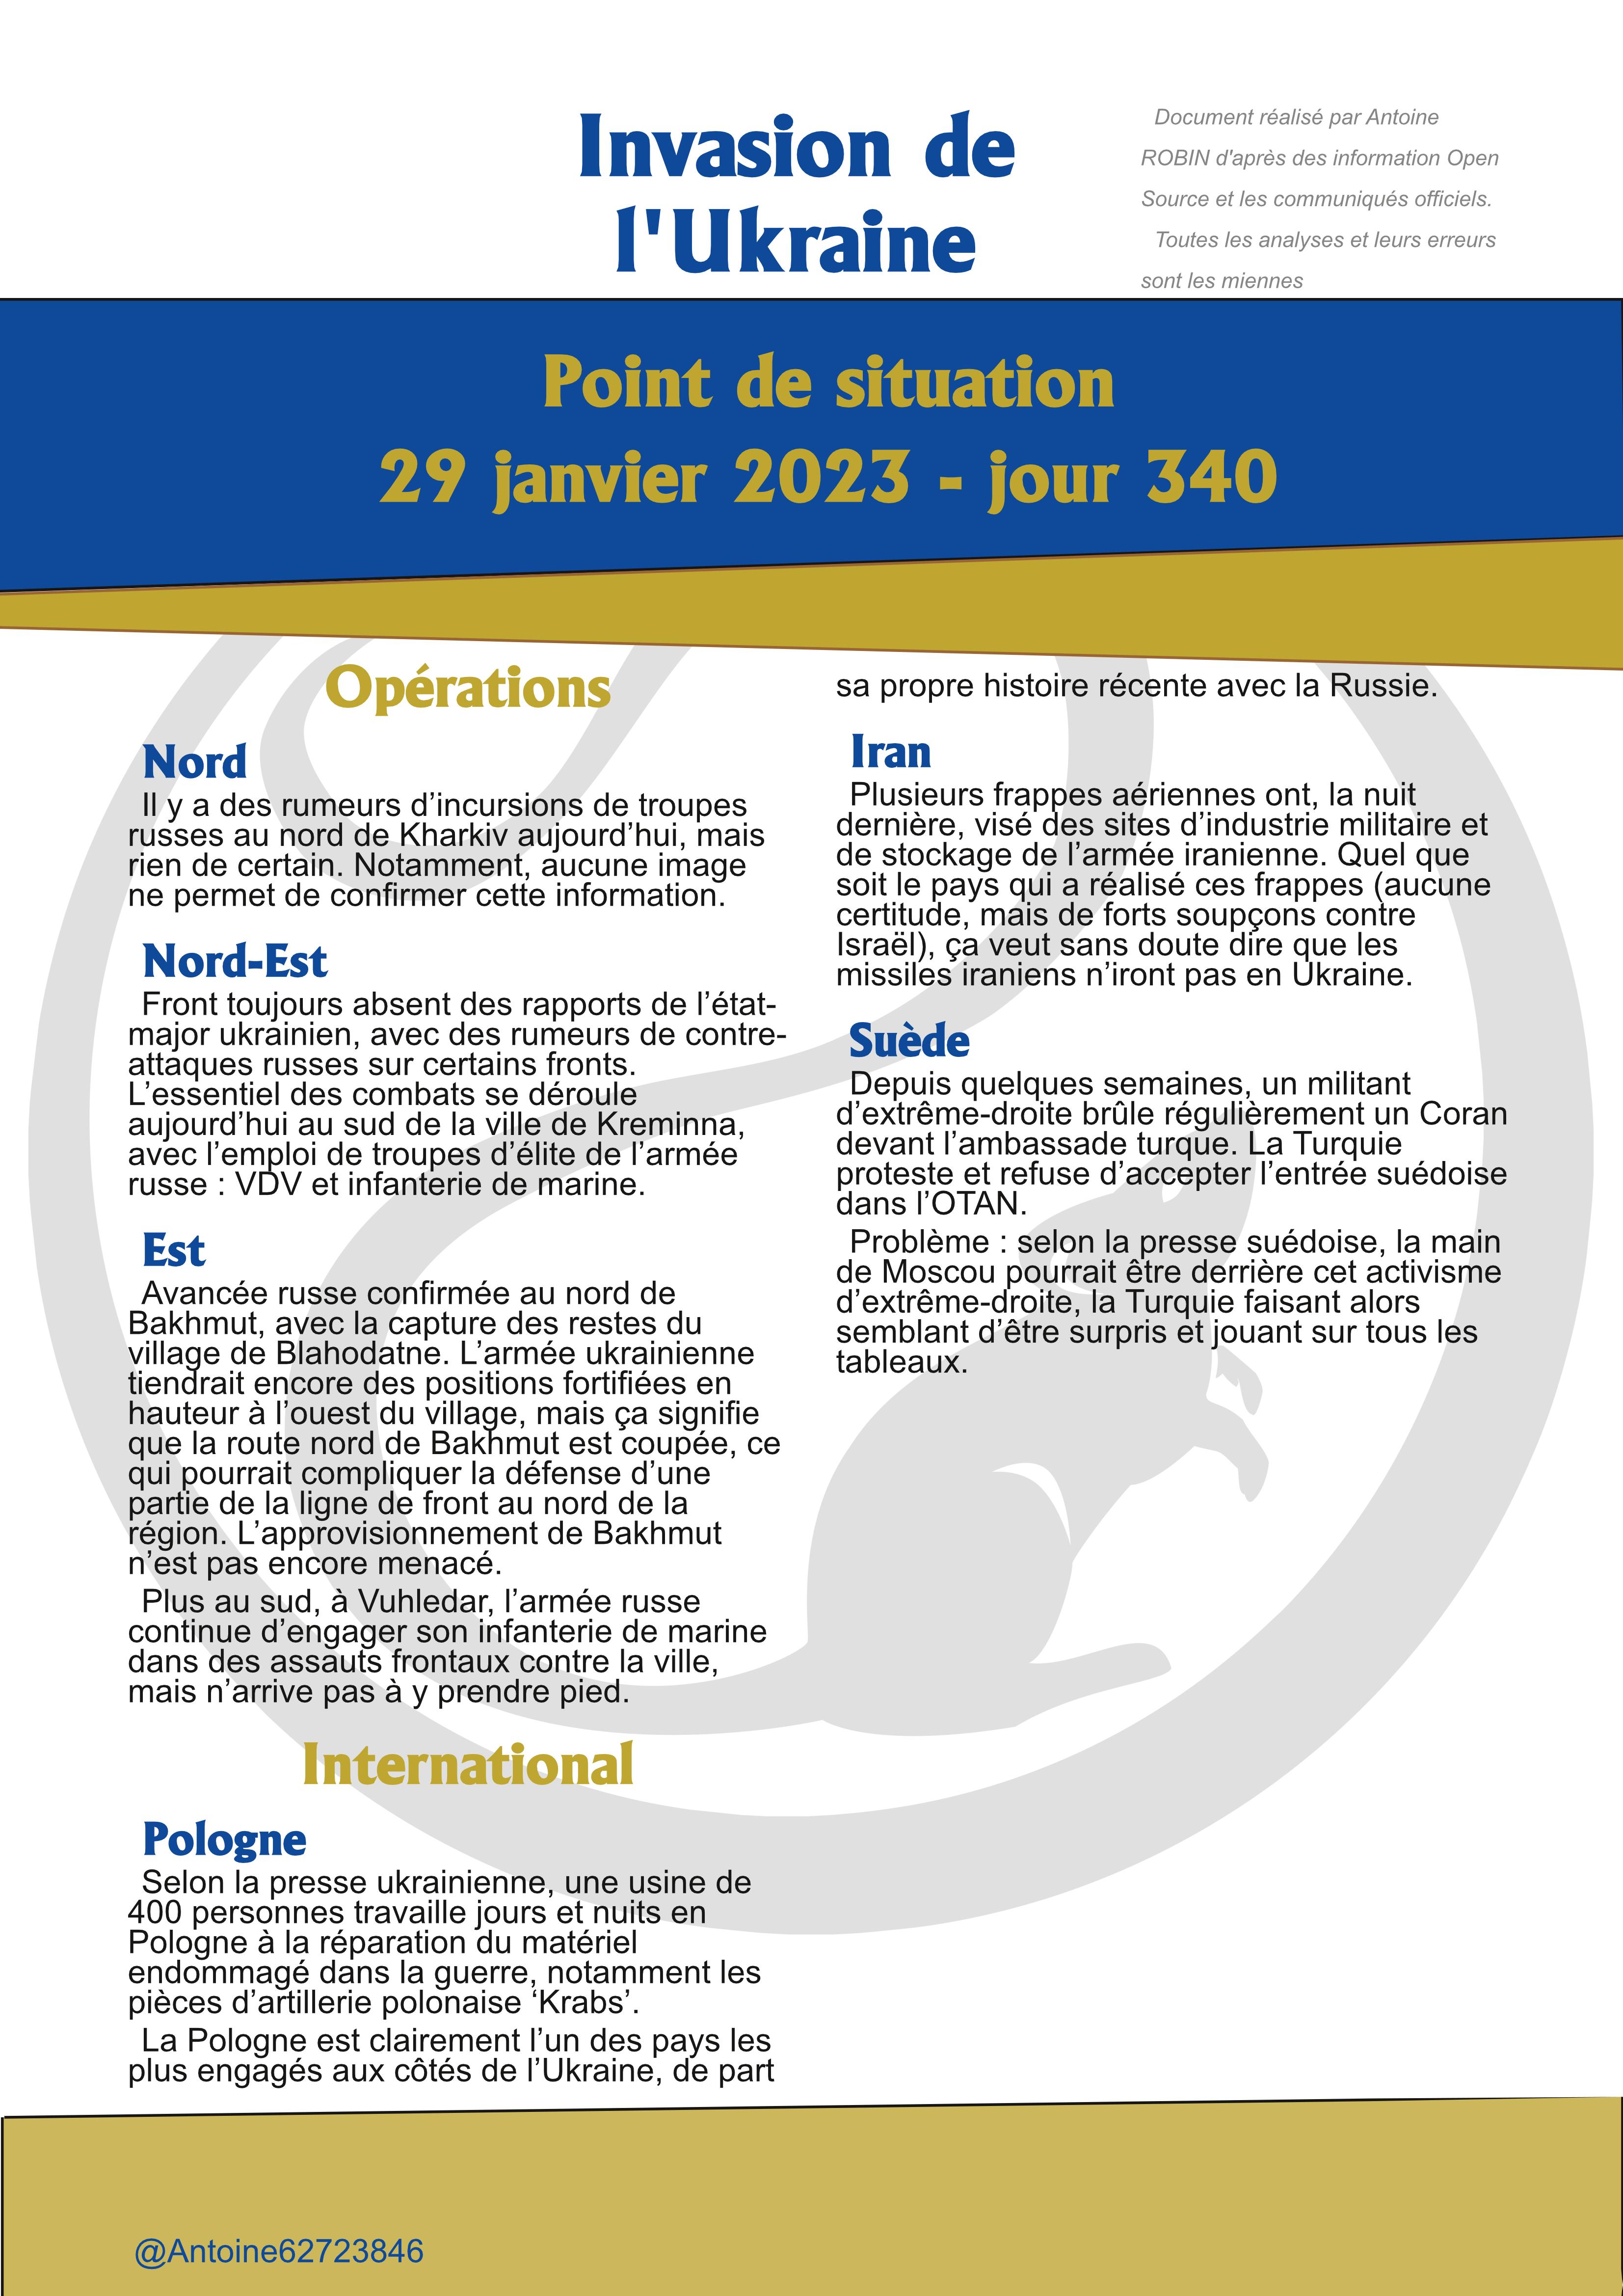 Invasion de
l'Ukraine
Document réalisé par Antoine
ROBIN d'après des information Open
Source et les communiqués officiels.
Toutes les analyses et leurs erreurs
sont les miennes
Point de situation
29 janvier 2023 - jour 340
Opérations
Nord
Il y a des rumeurs d’incursions de troupes
russes au nord de Kharkiv aujourd’hui, mais
rien de certain. Notamment, aucune image
ne permet de confirmer cette information.
Nord-Est
Front toujours absent des rapports de l’état-
major ukrainien, avec des rumeurs de contre-
attaques russes sur certains fronts.
L’essentiel des combats se déroule
aujourd’hui au sud de la ville de Kreminna,
avec l’emploi de troupes d’élite de l’armée
russe : VDV et infanterie de marine.
Est
Avancée russe confirmée au nord de
Bakhmut, avec la capture des restes du
village de Blahodatne. L’armée ukrainienne
tiendrait encore des positions fortifiées en
hauteur à l’ouest du village, mais ça signifie
que la route nord de Bakhmut est coupée, ce
qui pourrait compliquer la défense d’une
partie de la ligne de front au nord de la
région. L’approvisionnement de Bakhmut
n’est pas encore menacé.
Plus au sud, à Vuhledar, l’armée russe
continue d’engager son infanterie de marine
dans des assauts frontaux contre la ville,
mais n’arrive pas à y prendre pied.
International
Pologne
Selon la presse ukrainienne, une usine de
400 personnes travaille jours et nuits en
Pologne à la réparation du matériel
endommagé dans la guerre, notamment les
pièces d’artillerie polonaise ‘Krabs’.
La Pologne est clairement l’un des pays les
plus engagés aux côtés de l’Ukraine, de part
sa propre histoire récente avec la Russie.
Iran
Plusieurs frappes aériennes ont, la nuit
dernière, visé des sites d’industrie militaire et
de stockage de l’armée iranienne. Quel que
soit le pays qui a réalisé ces frappes (aucune
certitude, mais de forts soupçons contre
Israël), ça veut sans doute dire que les
missiles iraniens n’iront pas en Ukraine.
Suède
Depuis quelques semaines, un militant
d’extrême-droite brûle régulièrement un Coran
devant l’ambassade turque. La Turquie
proteste et refuse d’accepter l’entrée suédoise
dans l’OTAN.
Problème : selon la presse suédoise, la main
de Moscou pourrait être derrière cet activisme
d’extrême-droite, la Turquie faisant alors
semblant d’être surpris et jouant sur tous les
tableaux.
@Antoine62723846